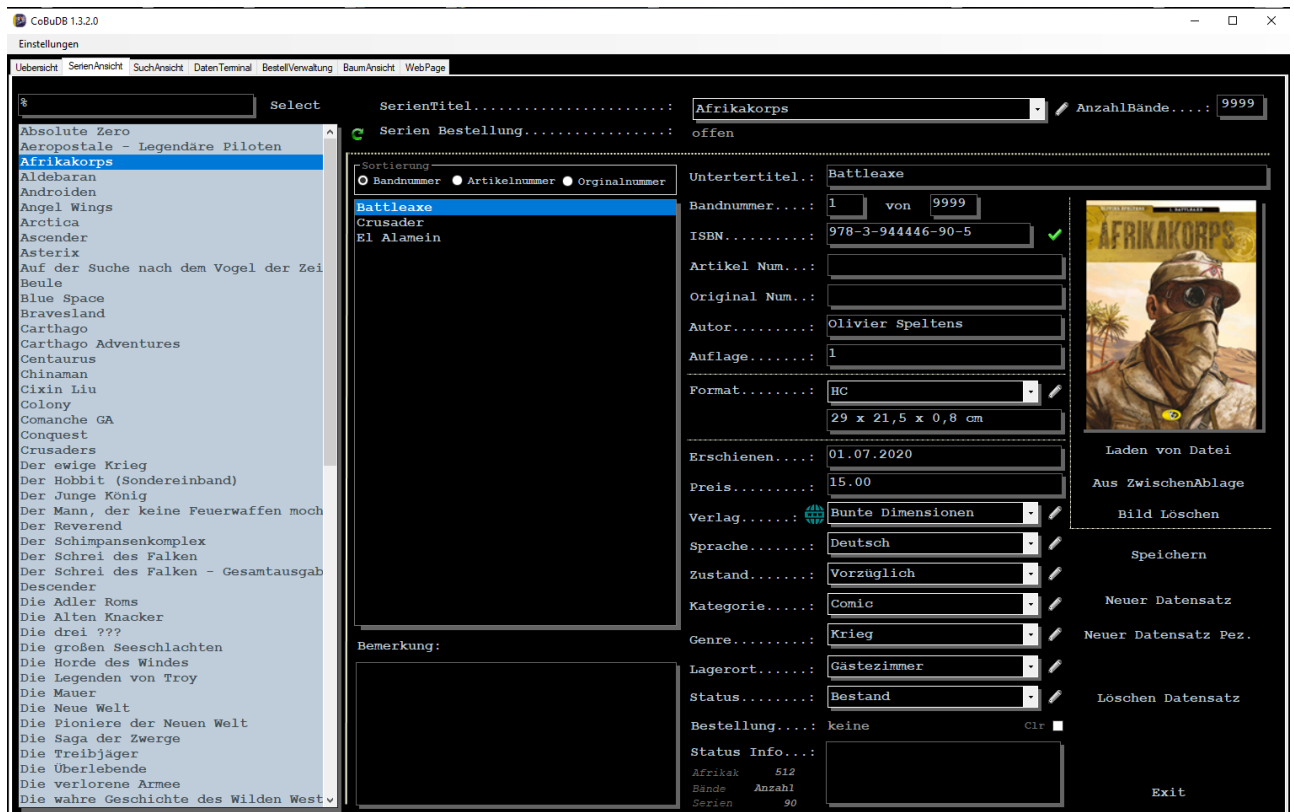 CoBuDB 1.3.2.0
Einstellungen
Uebersicht SerienAnsicht SuchAnsicht DatenTerminal BestellVerwaltung BaumAnsicht WebPage
% Select
SerienTitel.......................: Afrikakorps AnzahlBände....: 9999
Serien Bestellung.................: offen
Absolute Zero
Aeropostale - Legendäre Piloten
Afrikakorps
Aldebaran
Androiden
Angel Wings
Arctica
Ascender
Asterix
Auf der Suche nach dem Vogel der Zei
Beule
Blue Space
Bravesland
Carthago
Carthago Adventures
Centaurus
Chinaman
Cixin Liu
Colony
Comanche GA
Conquest
Crusaders
Der ewige Krieg
Der Hobbit (Sondereinband)
Der Junge König
Der Mann, der keine Feuerwaffen moch
Der Reverend
Der Schimpansenkomplex
Der Schrei des Falken
Der Schrei des Falken - Gesamtausgab
Descender
Die Adler Roms
Die Alten Knacker
Die drei ???
Die großen Seeschlachten
Die Horde des Windes
Die Legenden von Troy
Die Mauer
Die Neue Welt
Die Pioniere der Neuen Welt
Die Saga der Zwerge
Die Treibjäger
Die Überlebende
Die verlorene Armee
Die wahre Geschichte des Wilden West
Sortierung
Bandnummer Artikelnummer Orginalnummer
Battleaxe
Crusader
El Alamein
Bemerkung:
Untertertitel.: Battleaxe
Bandnummer....: 1 von 9999
ISBN..........: 978-3-944446-90-5
Artikel Num...:
Original Num..:
Autor.........: Olivier Speltens
Auflage.......: 1
Format........: HC
29 x 21,5 x 0,8 cm
Erschienen....: 01.07.2020
Preis.........: 15.00
Verlag......: Bunte Dimensionen
Sprache.......: Deutsch
Zustand.......: Vorzüglich
Kategorie.....: Comic
Genre.........: Krieg
Lagerort......: Gästezimmer
Status........: Bestand
Bestellung....: keine Clr
Status Info...:
Afrikak 512
Bände Anzahl
Serien 90
OLIVIER SPELTENS 1. BATTLEAXE
AFRIKAKORPS
Laden von Datei
Aus ZwischenAblage
Bild Löschen
Speichern
Neuer Datensatz
Neuer Datensatz Pez.
Löschen Datensatz
Exit